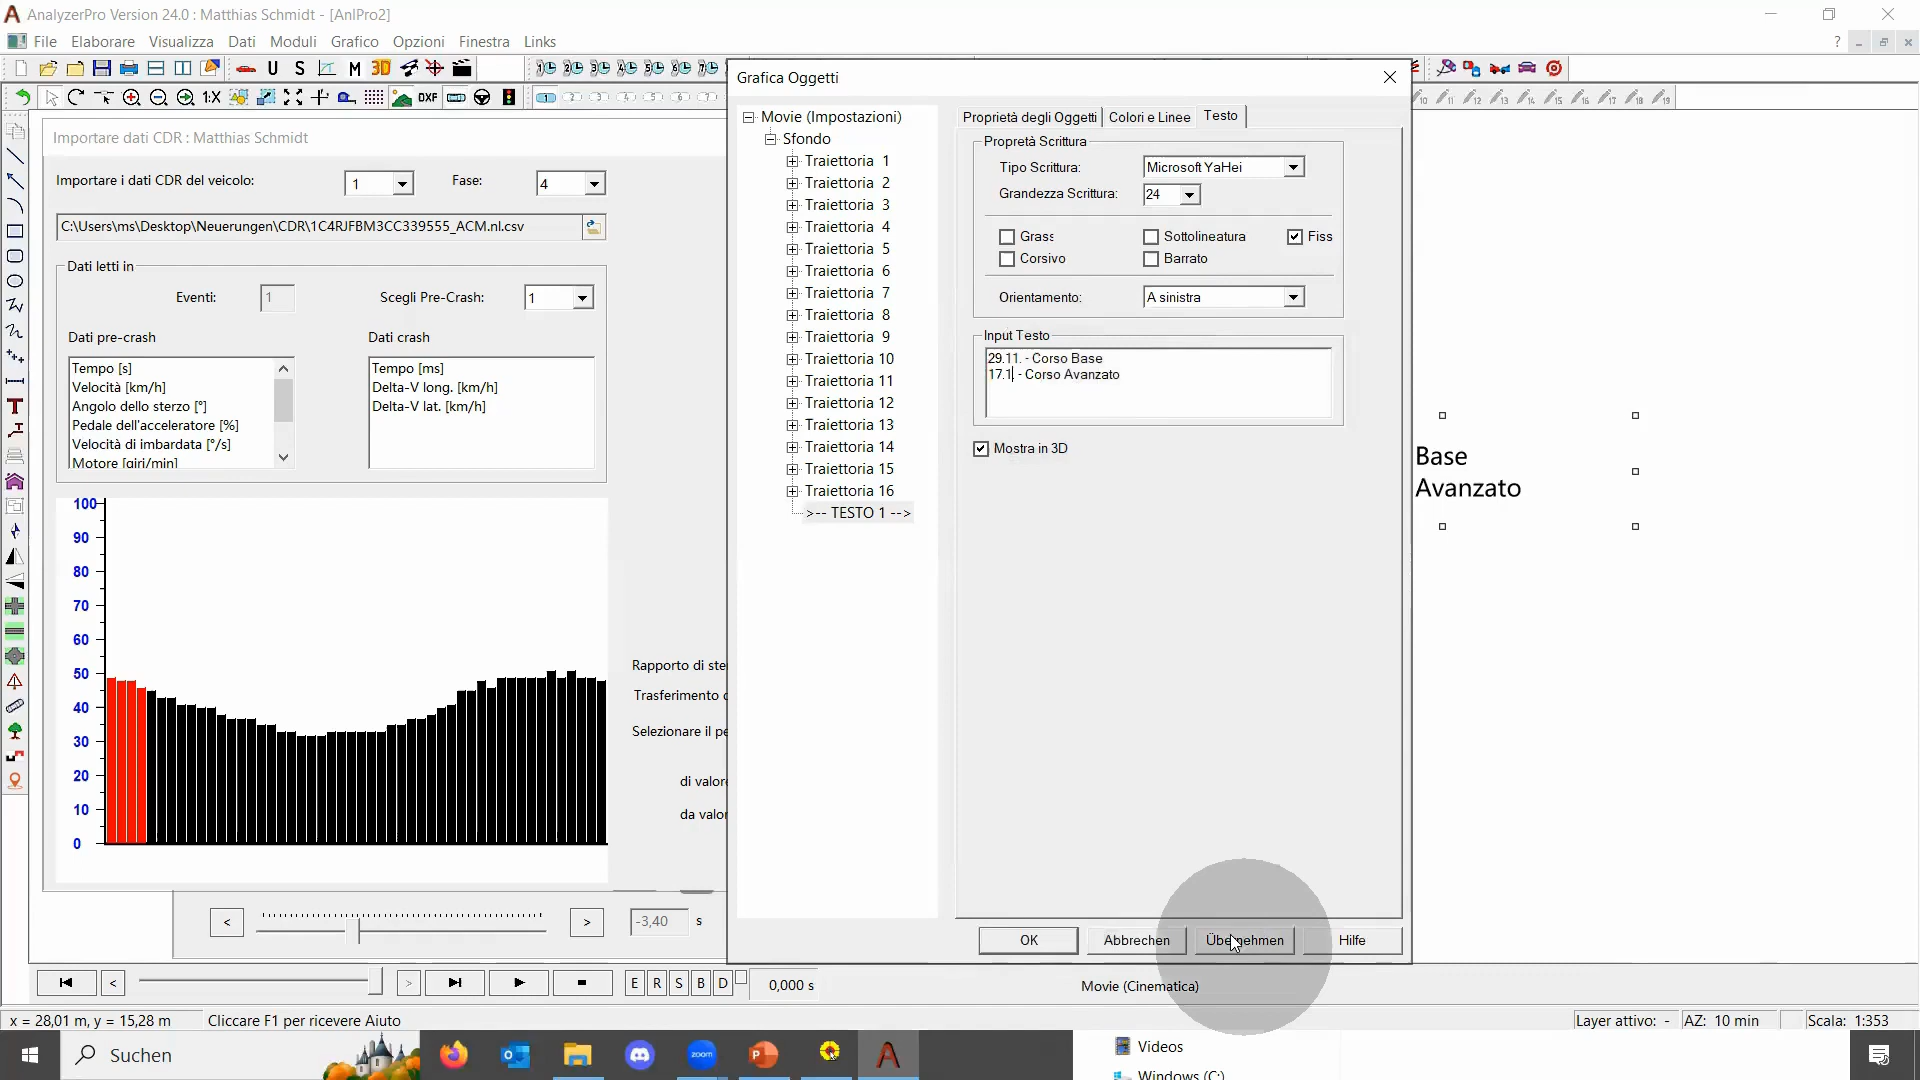 AnalyzerPro Version 24.0 : Matthias Schmidt - [AnlPro2]
File Elaborare Visualizza Dati Moduli Grafico Opzioni Finestra Links
U S M 3D
1:X DXF
Importare dati CDR : Matthias Schmidt
Importare i dati CDR del veicolo: 1 Fase: 4
C:\Users\ms\Desktop\Neuerungen\CDR\1C4RJFBM3CC339555_ACM.nl.csv
Dati letti in
Eventi: 1 Scegli Pre-Crash: 1
Dati pre-crash Dati crash
Tempo [s]
Velocità [km/h]
Angolo dello sterzo [°]
Pedale dell'acceleratore [%]
Velocità di imbardata [°/s]
Motore [giri/min]
Tempo [ms]
Delta-V long. [km/h]
Delta-V lat. [km/h]
100
90
80
70
60
50
40
30
20
10
0
Rapporto di ste
Trasferimento
Selezionare il pe
di valor
da valor
< > -3,40 s
Grafica Oggetti
Movie (Impostazioni)
Sfondo
Traiettoria 1
Traiettoria 2
Traiettoria 3
Traiettoria 4
Traiettoria 5
Traiettoria 6
Traiettoria 7
Traiettoria 8
Traiettoria 9
Traiettoria 10
Traiettoria 11
Traiettoria 12
Traiettoria 13
Traiettoria 14
Traiettoria 15
Traiettoria 16
>-- TESTO 1 -->
Proprietà degli Oggetti Colori e Linee Testo
Propretà Scrittura
Tipo Scrittura: Microsoft YaHei
Grandezza Scrittura: 24
Grass Sottolineatura Fiss
Corsivo Barrato
Orientamento: A sinistra
Input Testo
29.11. - Corso Base
17.1. - Corso Avanzato
Mostra in 3D
OK Abbrechen Übernehmen Hilfe
Base
Avanzato
< > E R S B D 0,000 s Movie (Cinematica)
x = 28,01 m, y = 15,28 m Cliccare F1 per ricevere Aiuto Layer attivo: - AZ: 10 min Scala: 1:353
Suchen
zoom
Videos
Windows (C:)